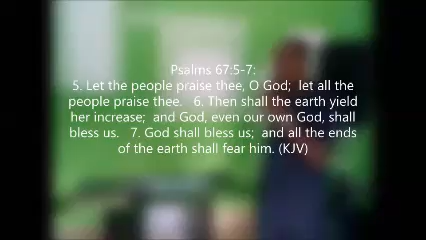 Psalms 67:5-7:
5. Let the people praise thee, O God;  let all the
people praise thee.   6. Then shall the earth yield
her increase;  and God, even our own God, shall
bless us.   7. God shall bless us;  and all the ends
of the earth shall fear him. (KJV)